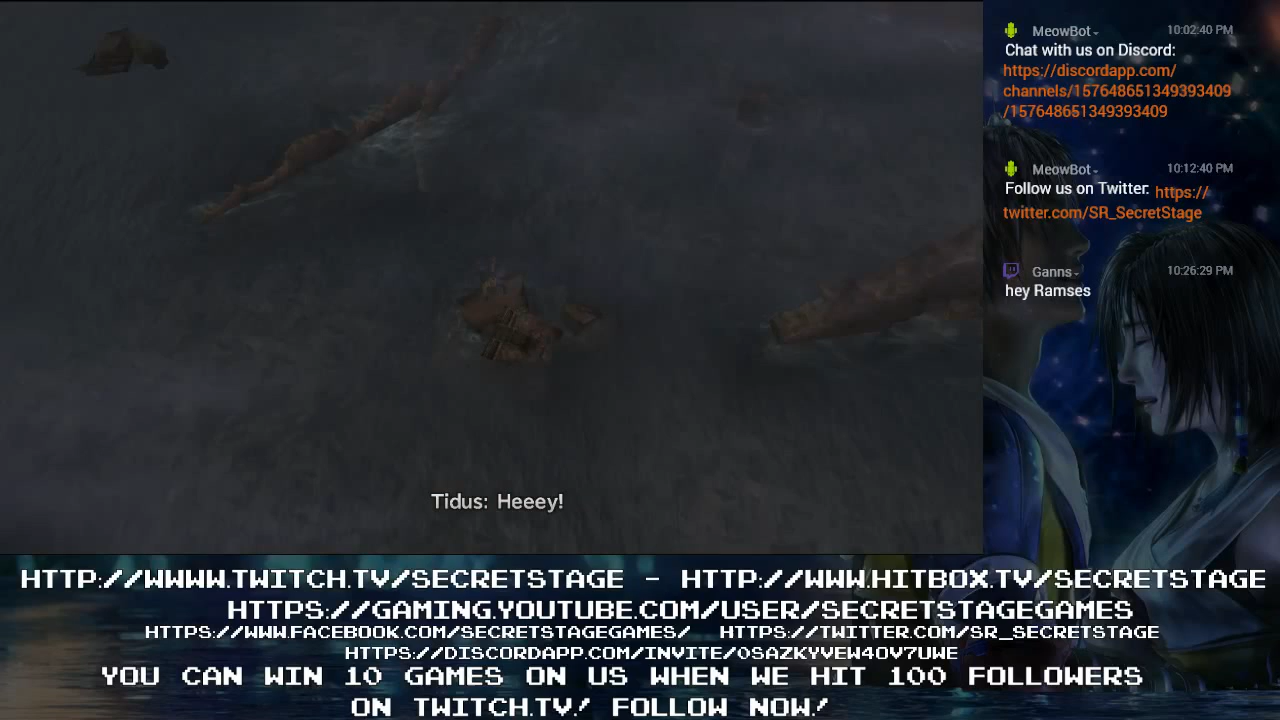 MeowBot
10:02:40 PM
Chat with us on Discord:
https://discordapp.com/
channels/157648651349393409
/157648651349393409
MeowBot
10:12:40 PM
Follow us on Twitter: https://
twitter.com/SR_SecretStage
Ganns
10:26:29 PM
hey Ramses
Tidus: Heeey!
HTTP://WWWW.TWITCH.TV/SECRETSTAGE - HTTP://WWW.HITBOX.TV/SECRETSTAGE
HTTPS://GAMING.YOUTUBE.COM/USER/SECRETSTAGEGAMES
HTTPS://WWW.FACEBOOK.COM/SECRETSTAGEGAMES/ HTTPS://TWITTER.COM/SR_SECRETSTAGE
HTTPS://DISCORDAPP.COM/INVITE/0SAZKYVEW4OV7UWE
YOU CAN WIN 10 GAMES ON US WHEN WE HIT 100 FOLLOWERS
ON TWITCH.TV! FOLLOW NOW!